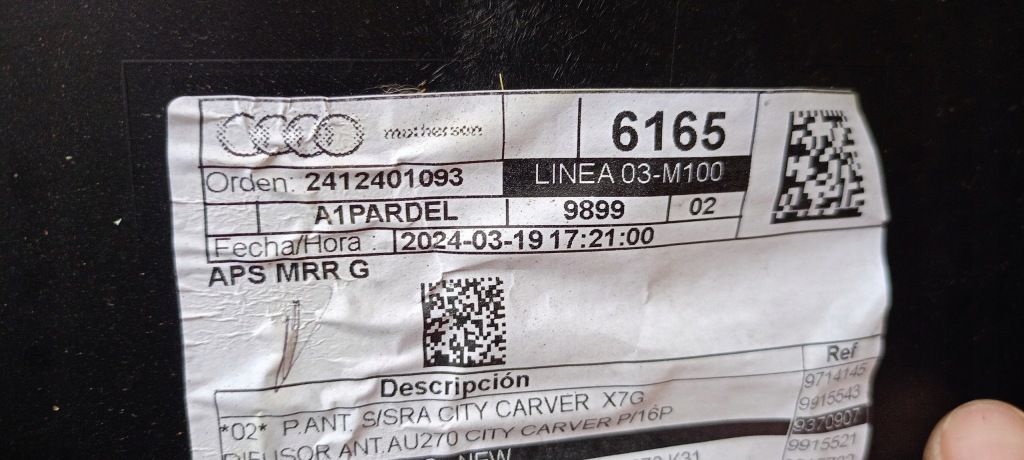 motherson
6165
Orden: 2412401093
LINEA 03-M100
A1PARDEL 9899 02
Fecha/Hora : 2024-03-19 17:21:00
APS MRR G
Descripción Ref
*02* P.ANT. S/SRA CITY CARVER X7G 9714145
DIFUSOR ANT.AU270 CITY CARVER P/16P 9915543
NEW 9370907
K31 9915521